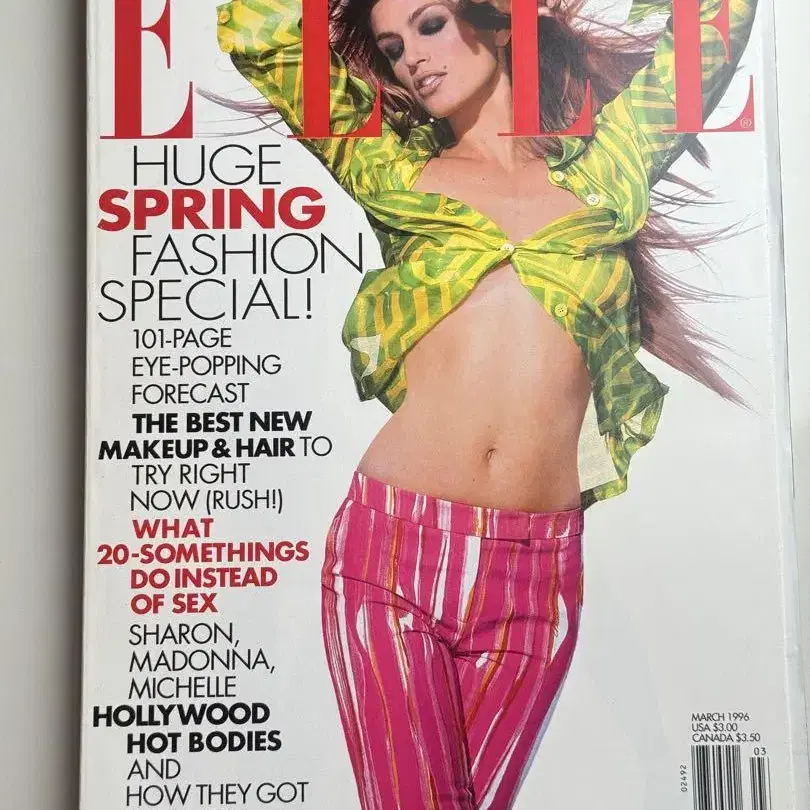 ELLE
®
HUGE
SPRING
FASHION
SPECIAL!
101-PAGE
EYE-POPPING
FORECAST
THE BEST NEW
MAKEUP & HAIR TO
TRY RIGHT
NOW (RUSH!)
WHAT
20-SOMETHINGS
DO INSTEAD
OF SEX
SHARON,
MADONNA,
MICHELLE
HOLLYWOOD
HOT BODIES
AND
HOW THEY GOT
MARCH 1996
USA $3.00
CANADA $3.50
03
02492